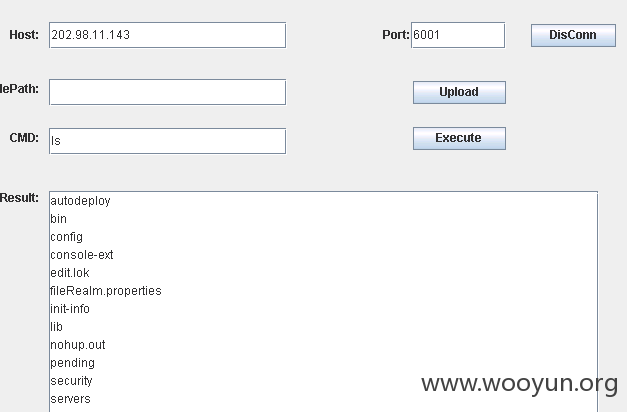 Host: 202.98.11.143 Port: 6001 DisConn
lePath: Upload
CMD: ls Execute
Result: autodeploy
bin
config
console-ext
edit.lok
fileRealm.properties
init-info
lib
nohup.out
pending
security
servers
www.wooyun.org